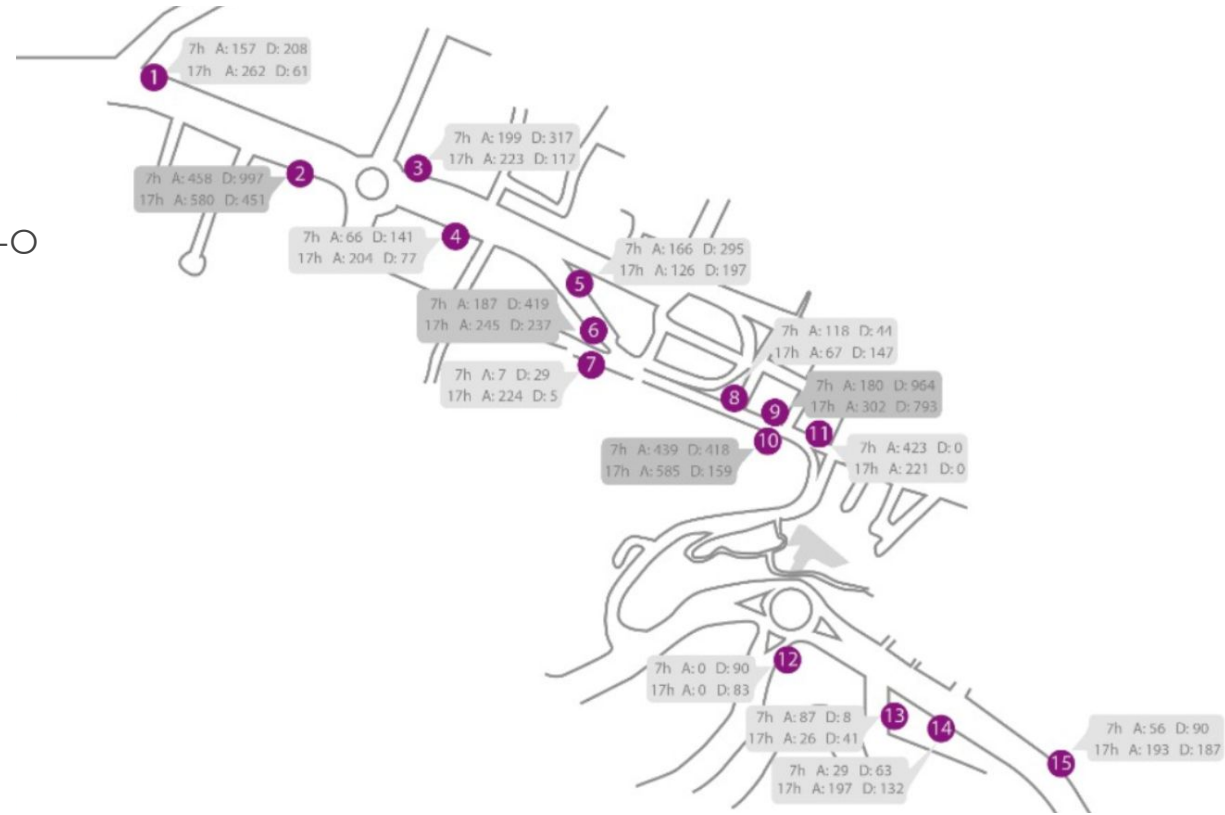 7h A: 157 D: 208
17h A: 262 D: 61
1
7h A: 199 D: 317
17h A: 223 D: 117
3
2
7h A: 458 D: 997
17h A: 580 D: 451
-O
7h A: 66 D: 141
17h A: 204 D: 77
4
7h A: 166 D: 295
17h A: 126 D: 197
5
7h A: 187 D: 419
17h A: 245 D: 237
6
7h A: 118 D: 44
17h A: 67 D: 147
7
7h A: 7 D: 29
17h A: 224 D: 5
8
7h A: 180 D: 964
17h A: 302 D: 793
9
10
11
7h A: 439 D: 418
17h A: 585 D: 159
7h A: 423 D: 0
17h A: 221 D: 0
12
7h A: 0 D: 90
17h A: 0 D: 83
13
7h A: 87 D: 8
17h A: 26 D: 41
14
7h A: 56 D: 90
17h A: 193 D: 187
15
7h A: 29 D: 63
17h A: 197 D: 132